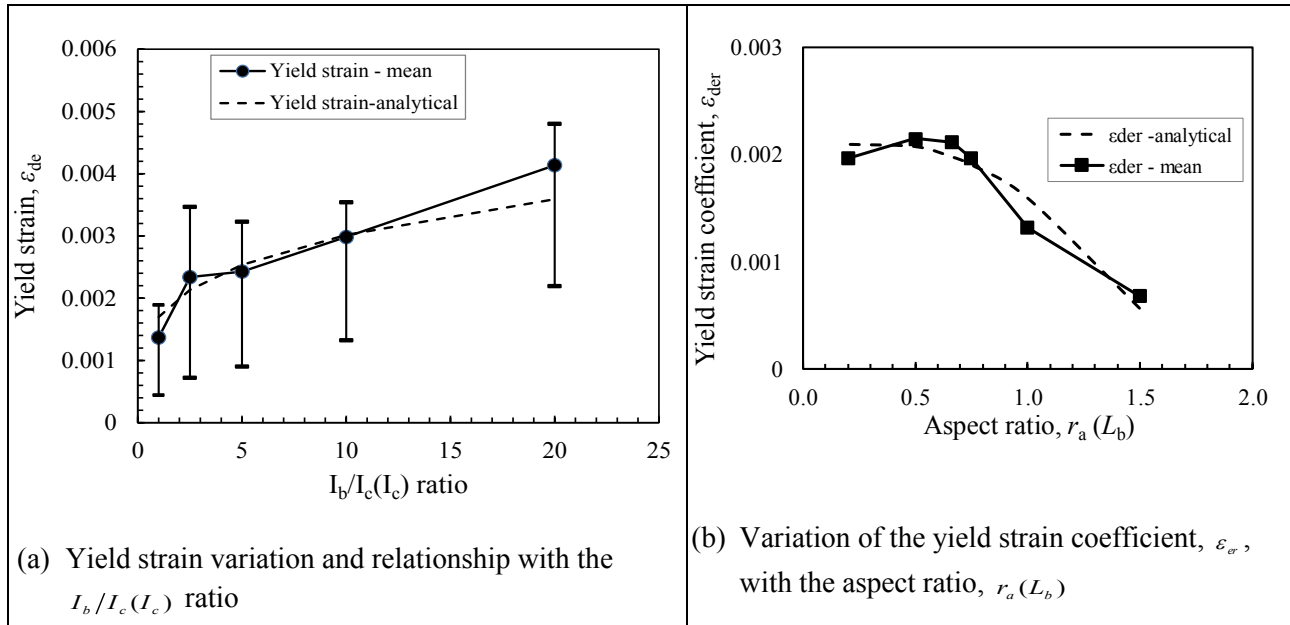 0.006
0.005
0.004
0.003
0.002
0.001
0
Yield strain, εde
Yield strain - mean
Yield strain-analytical
0 5 10 15 20 25
Ib/Ic(Ic) ratio
(a) Yield strain variation and relationship with the
Ib/Ic(Ic) ratio
0.003
0.002
0.001
0
Yield strain coefficient, εder
εder -analytical
εder - mean
0.0 0.5 1.0 1.5 2.0
Aspect ratio, ra (Lb)
(b) Variation of the yield strain coefficient, εer ,
with the aspect ratio, ra(Lb)